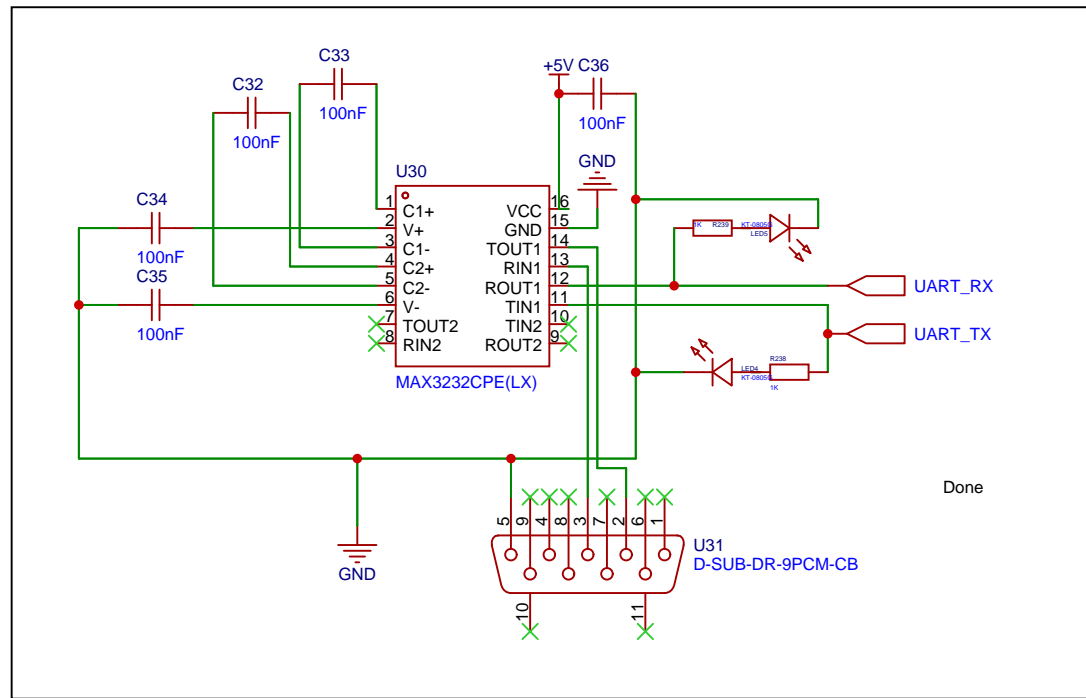 C33
100nF
C32
100nF
+5V
C36
100nF
GND
U30
C34
100nF
C35
100nF
1 C1+
2 V+
3 C1-
4 C2+
5 C2-
6 V-
7 TOUT2
8 RIN2
VCC 16
GND 15
TOUT1 14
RIN1 13
ROUT1 12
TIN1 11
TIN2 10
ROUT2 9
MAX3232CPE(LX)
1K
R239
LED5
UART_RX
UART_TX
LED4
R238
1K
GND
Done
5 9 4 8 3 7 2 6 1
U31
D-SUB-DR-9PCM-CB
10 11